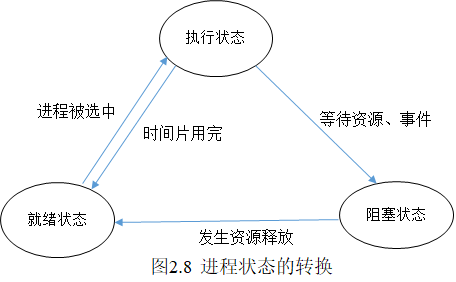 执行状态
进程被选中
等待资源、事件
时间片用完
就绪状态
阻塞状态
发生资源释放
图2.8 进程状态的转换